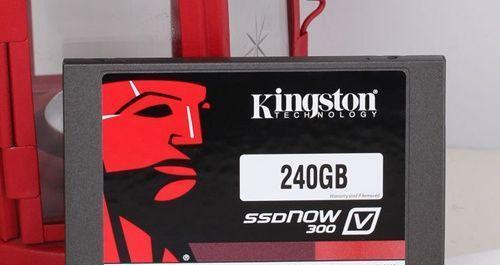 Kingston
TECHNOLOGY
240GB
Warranty Void if Removed
SSDNOW V
300
®